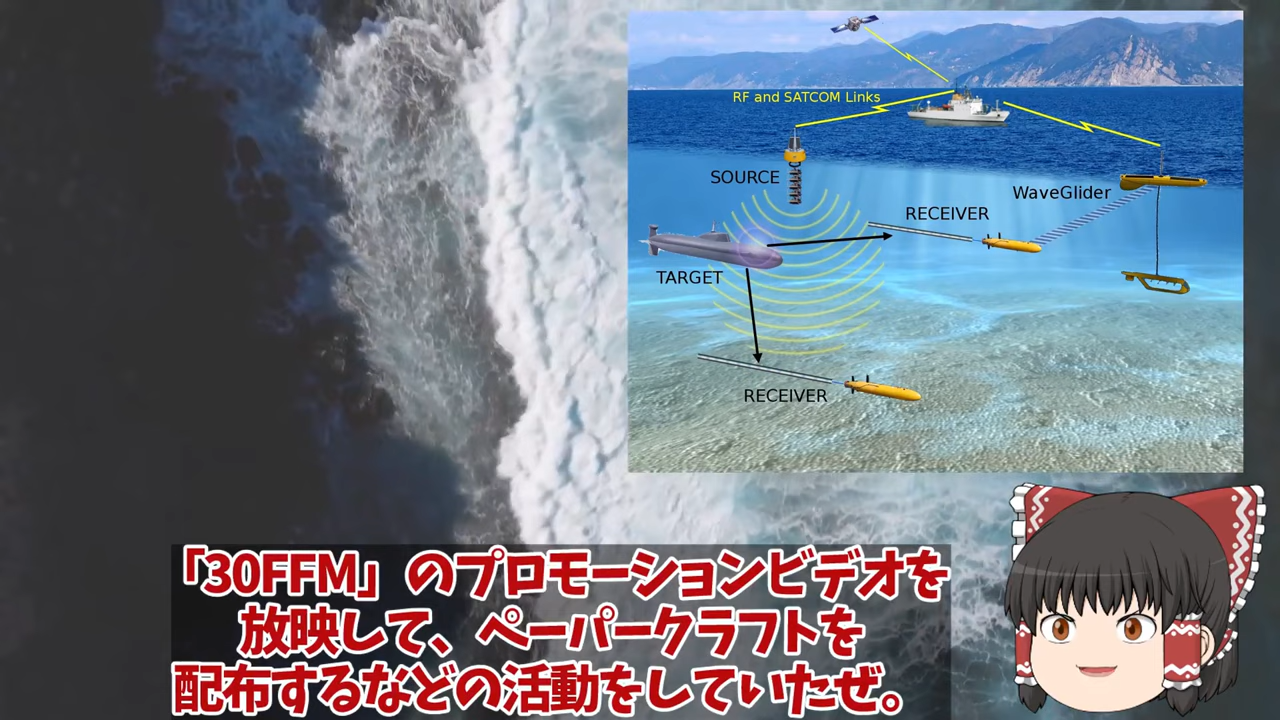 RF and SATCOM Links
SOURCE
WaveGlider
RECEIVER
TARGET
RECEIVER
「30FFM」のプロモーションビデオを
放映して、ペーパークラフトを
配布するなどの活動をしていたぜ。